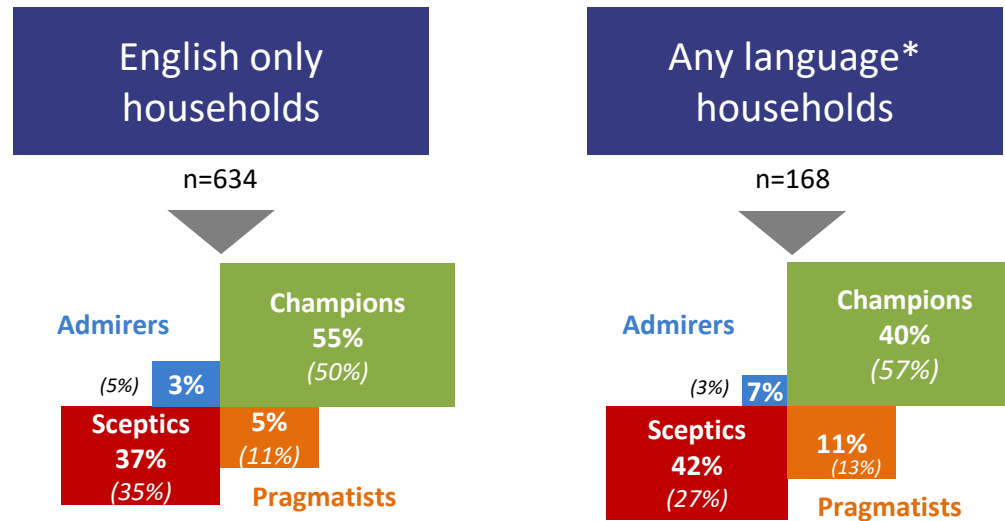 English only
households
n=634
Champions
55%
(50%)
Admirers
(5%)
3%
Sceptics
37%
(35%)
5%
(11%)
Pragmatists
Any language*
households
n=168
Champions
40%
(57%)
Admirers
(3%)
7%
Sceptics
42%
(27%)
11%
(13%)
Pragmatists